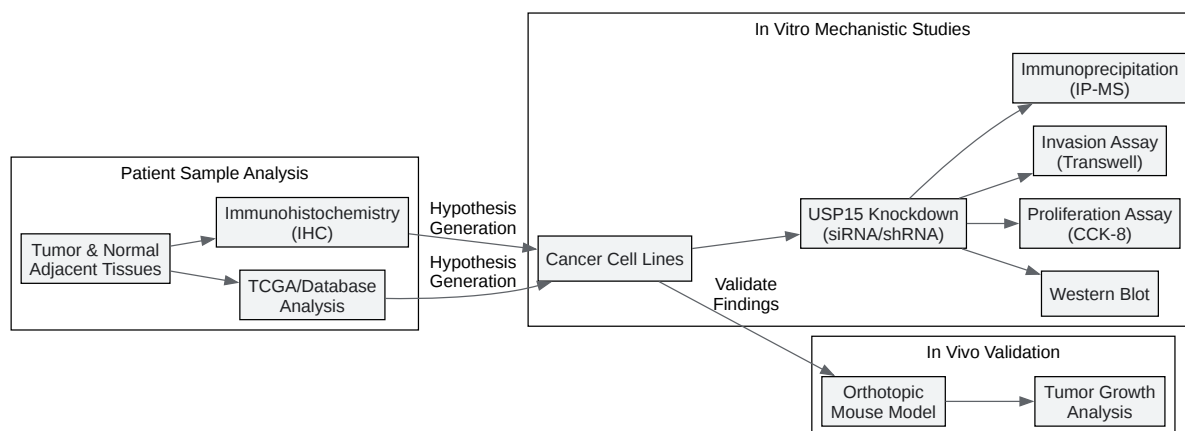 Patient Sample Analysis
Tumor & Normal
Adjacent Tissues
Immunohistochemistry
(IHC)
TCGA/Database
Analysis
Hypothesis
Generation
Hypothesis
Generation
In Vitro Mechanistic Studies
Cancer Cell Lines
USP15 Knockdown
(siRNA/shRNA)
Immunoprecipitation
(IP-MS)
Invasion Assay
(Transwell)
Proliferation Assay
(CCK-8)
Western Blot
Validate
Findings
In Vivo Validation
Orthotopic
Mouse Model
Tumor Growth
Analysis